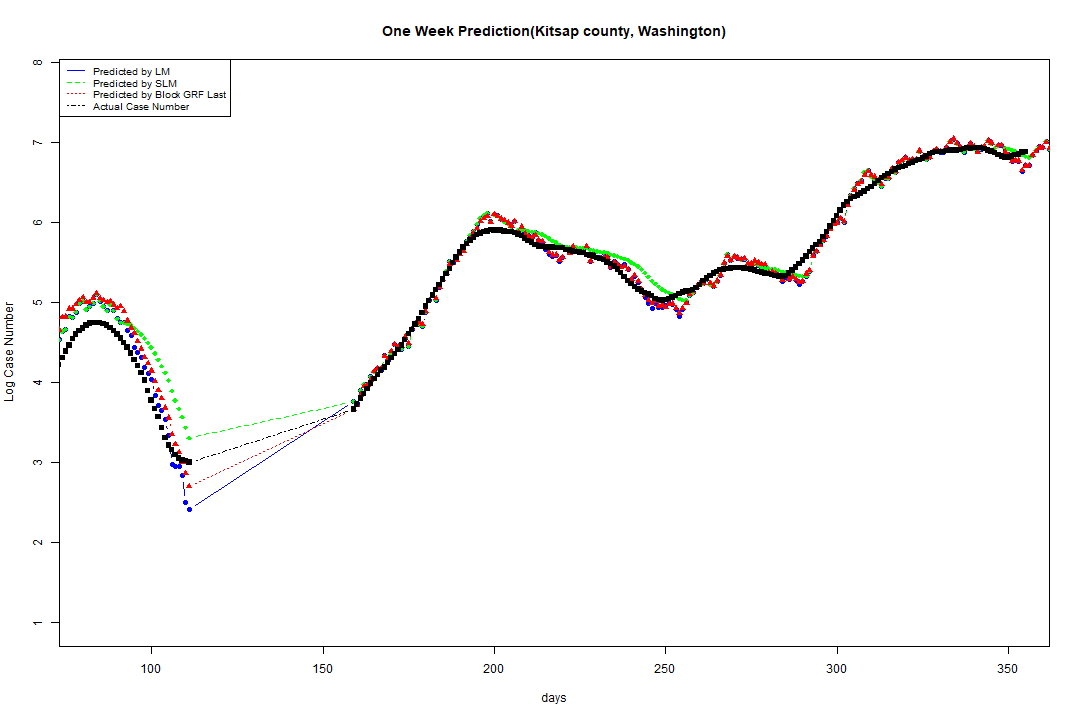 One Week Prediction(Kitsap county, Washington)
Predicted by LM
Predicted by SLM
Predicted by Block GRF Last
Actual Case Number
8
7
6
5
4
3
2
1
Log Case Number
100 150 200 250 300 350
days